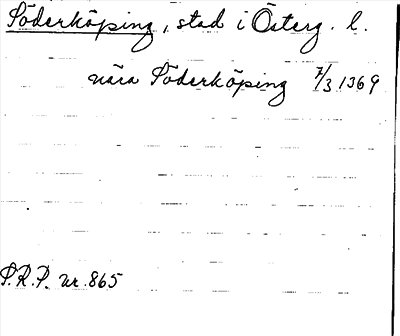 Söderköping, stad i Österg. l.
nära Söderköping 7/3 1369
S.R.P. nr. 865